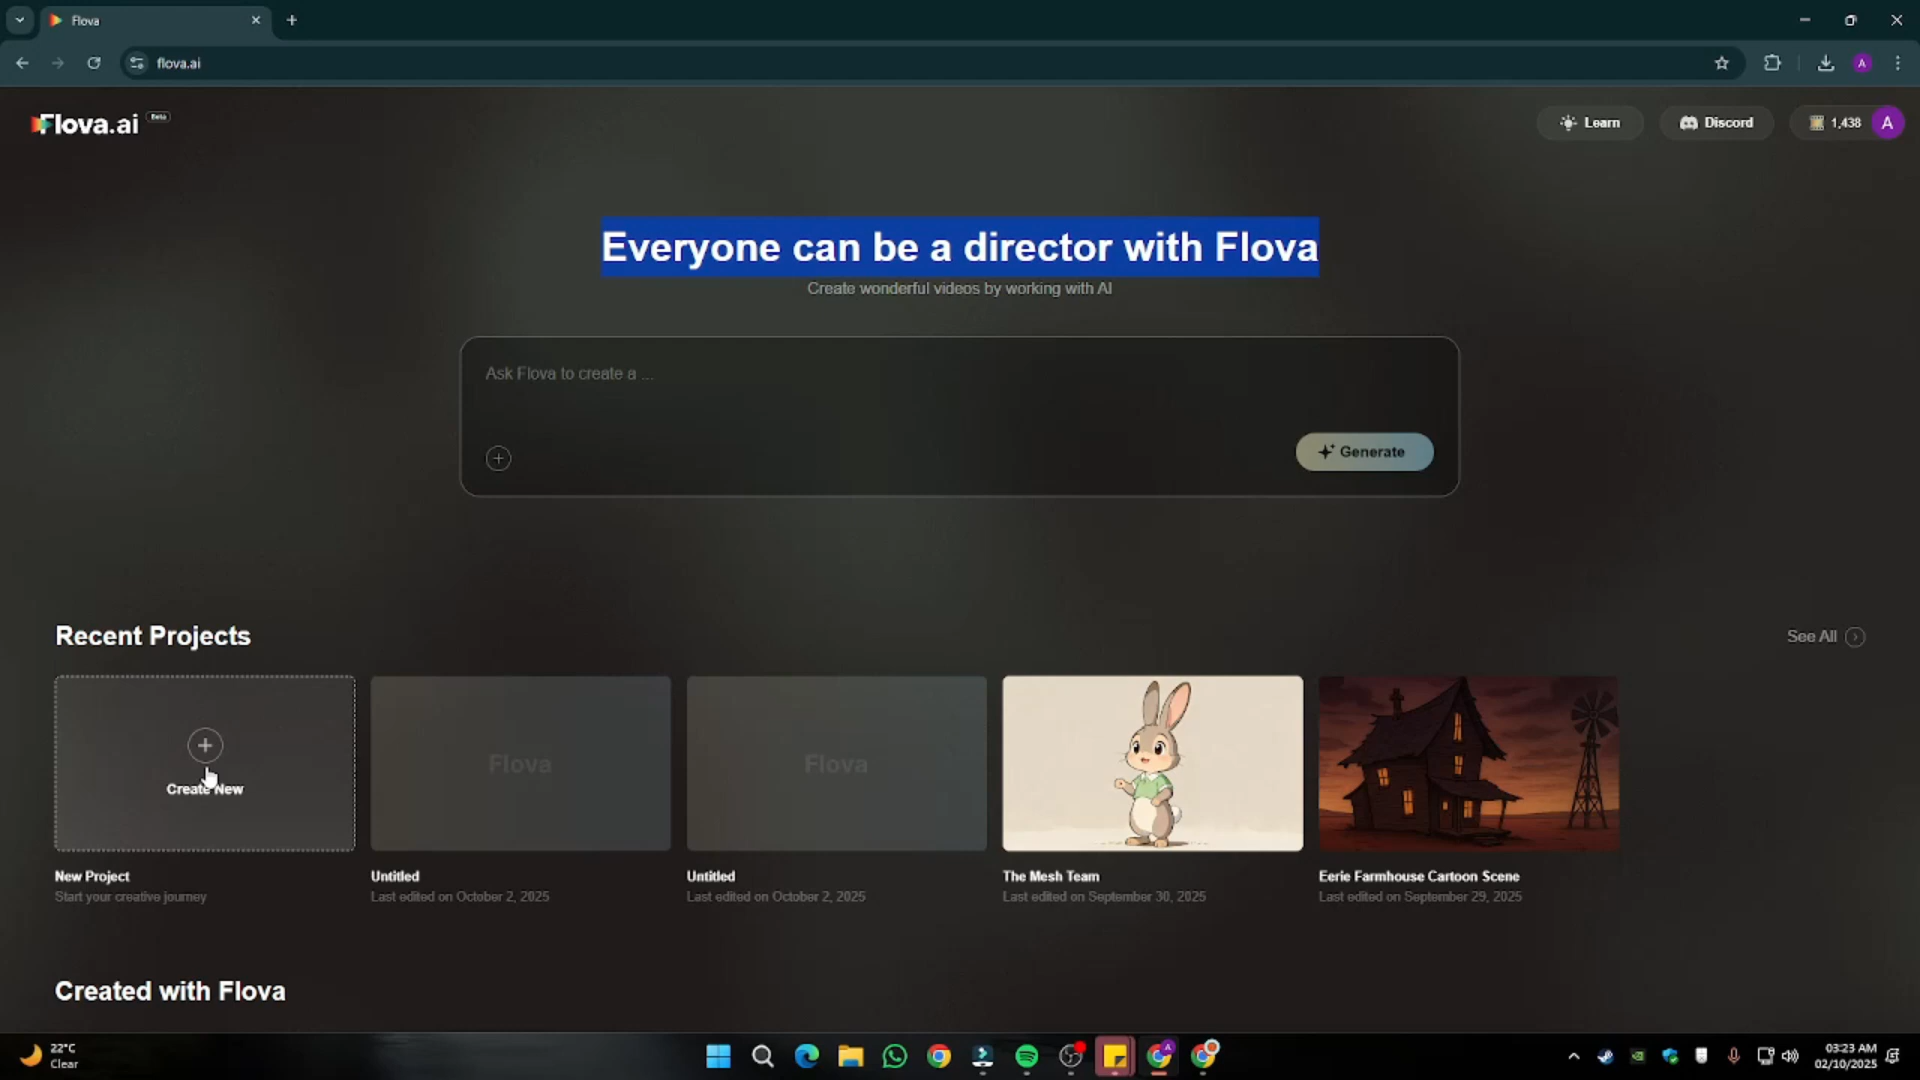 Flova
flova.ai
A
Flova.ai
Beta
Learn
Discord
1,438
A
Everyone can be a director with Flova
Create wonderful videos by working with AI
Ask Flova to create a ...
Generate
Recent Projects
See All
Create New
Flova
Flova
New Project
Start your creative journey
Untitled
Last edited on October 2, 2025
Untitled
Last edited on October 2, 2025
The Mesh Team
Last edited on September 30, 2025
Eerie Farmhouse Cartoon Scene
Last edited on September 29, 2025
Created with Flova
22°C
Clear
A
03:23 AM
02/10/2025